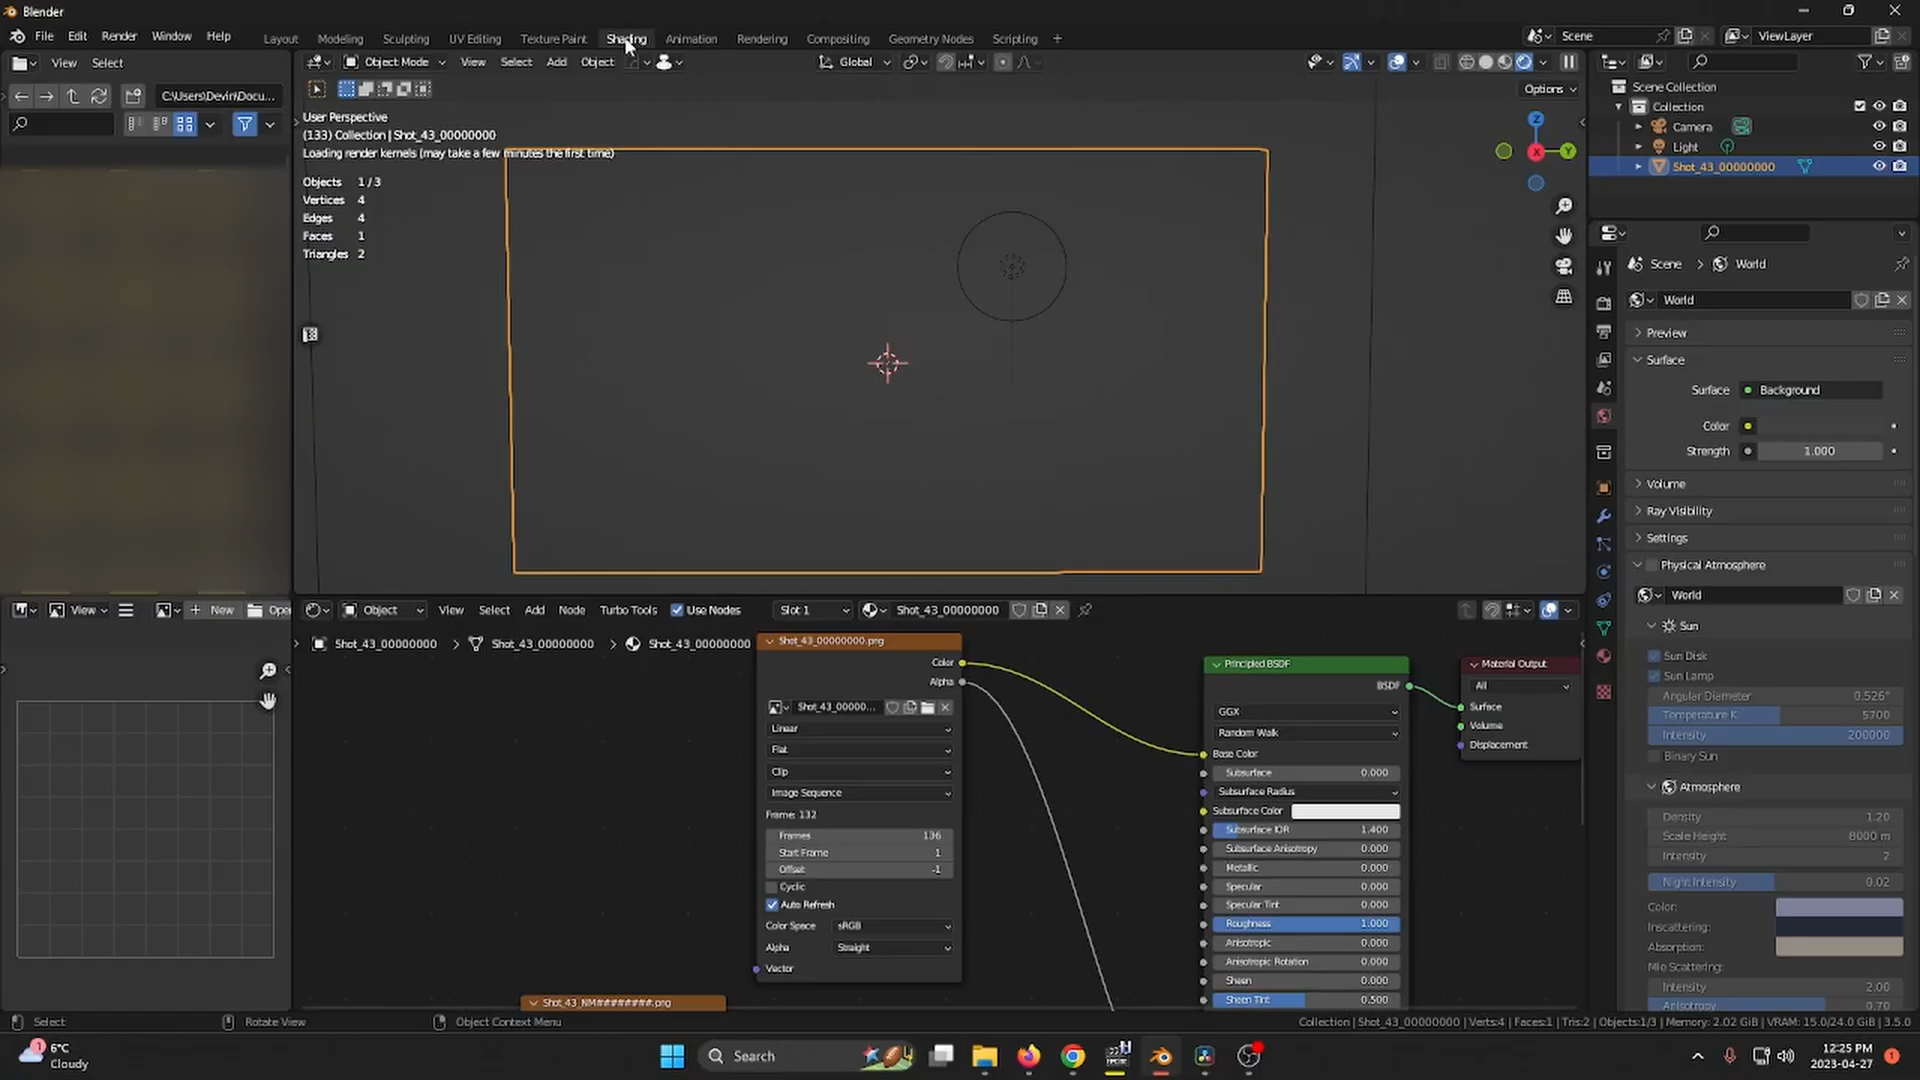 Blender
File Edit Render Window Help
Layout Modeling Sculpting UV Editing Texture Paint Shading Animation Rendering Compositing Geometry Nodes Scripting +
Scene
ViewLayer
View Select
Object Mode View Select Add Object
Global
C:\Users\Devin\Docu...
Options
User Perspective
(133) Collection | Shot_43_00000000
Loading render kernels (may take a few minutes the first time)
Objects 1 / 3
Vertices 4
Edges 4
Faces 1
Triangles 2
Z
X
Y
Scene Collection
Collection
Camera
Light
Shot_43_00000000
Scene > World
World
Preview
Surface
Surface Background
Color
Strength 1.000
Volume
Ray Visibility
Settings
Physical Atmosphere
World
Sun
Sun Disk
Sun Lamp
Angular Diameter 0.526°
Temperature K 5700
Intensity 200000
Binary Sun
Atmosphere
Density 1.20
Scale Height 8000 m
Intensity 2
Night Intensity 0.02
Color:
Inscattering:
Absorption:
Mie Scattering:
Intensity 2.00
Anisotropy 0.70
View
+ New
Open
Object View Select Add Node Turbo Tools Use Nodes Slot 1 Shot_43_00000000
Shot_43_00000000 > Shot_43_00000000 > Shot_43_00000000
Shot_43_00000000.png
Color
Alpha
Shot_43_00000...
Linear
Flat
Clip
Image Sequence
Frame: 132
Frames 136
Start Frame 1
Offset -1
Cyclic
Auto Refresh
Color Space sRGB
Alpha Straight
Vector
Shot_43_NM########.png
Principled BSDF
BSDF
GGX
Random Walk
Base Color
Subsurface 0.000
Subsurface Radius
Subsurface Color
Subsurface IOR 1.400
Subsurface Anisotropy 0.000
Metallic 0.000
Specular 0.000
Specular Tint 0.000
Roughness 1.000
Anisotropic 0.000
Anisotropic Rotation 0.000
Sheen 0.000
Sheen Tint 0.500
Material Output
All
Surface
Volume
Displacement
Select
Rotate View
Object Context Menu
Collection | Shot_43_00000000 | Verts:4 | Faces:1 | Tris:2 | Objects:1/3 | Memory: 2.02 GiB | VRAM: 15.0/24.0 GiB | 3.5.0
1
6°C
Cloudy
Search
12:25 PM
2023-04-27
1